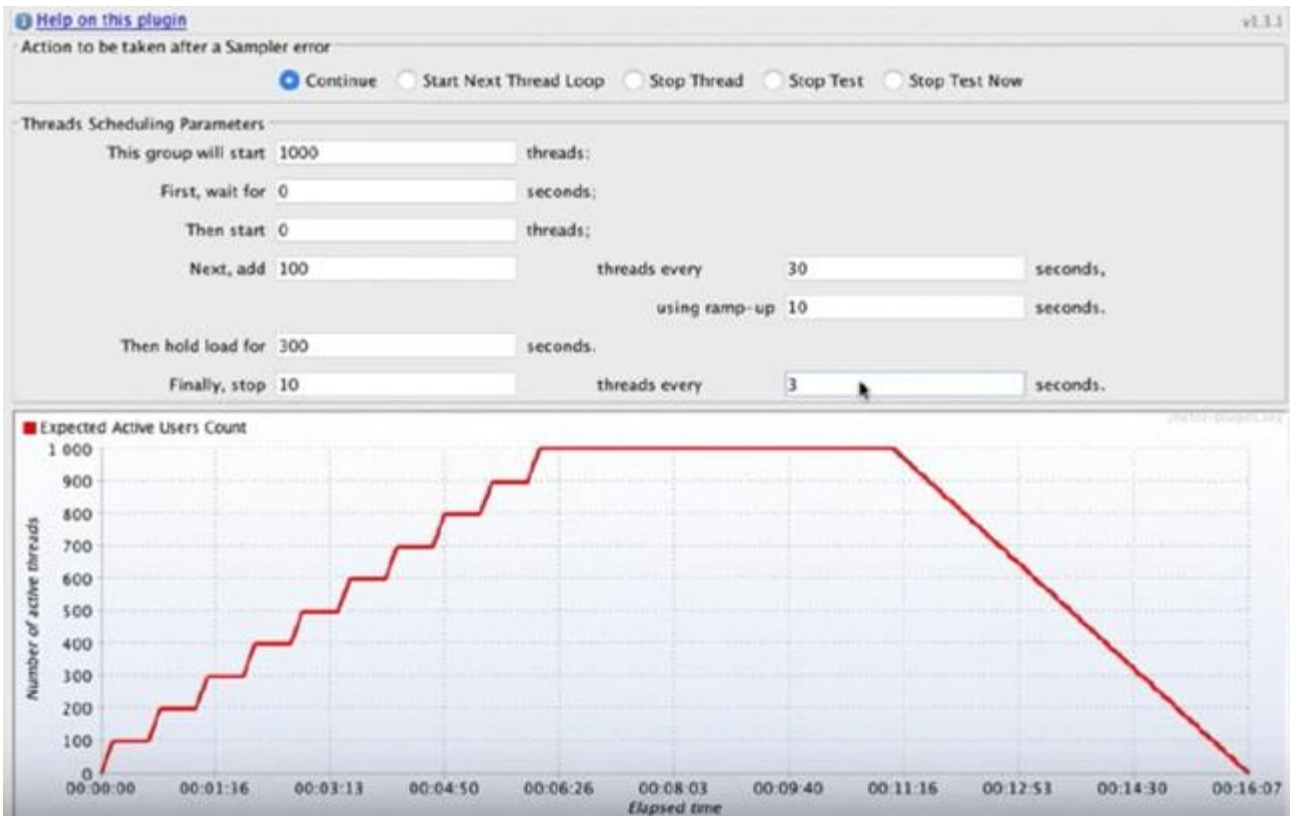 Help on this plugin v1.3.1
Action to be taken after a Sampler error
Continue Start Next Thread Loop Stop Thread Stop Test Stop Test Now
Threads Scheduling Parameters
This group will start 1000 threads:
First, wait for 0 seconds;
Then start 0 threads;
Next, add 100 threads every 30 seconds,
using ramp-up 10 seconds.
Then hold load for 300 seconds.
Finally, stop 10 threads every 3 seconds.
jmeter-plugins.org
Expected Active Users Count
1 000
900
800
700
600
500
400
300
200
100
0
Number of active threads
00:00:00 00:01:16 00:03:13 00:04:50 00:06:26 00:08:03 00:09:40 00:11:16 00:12:53 00:14:30 00:16:07
Elapsed time